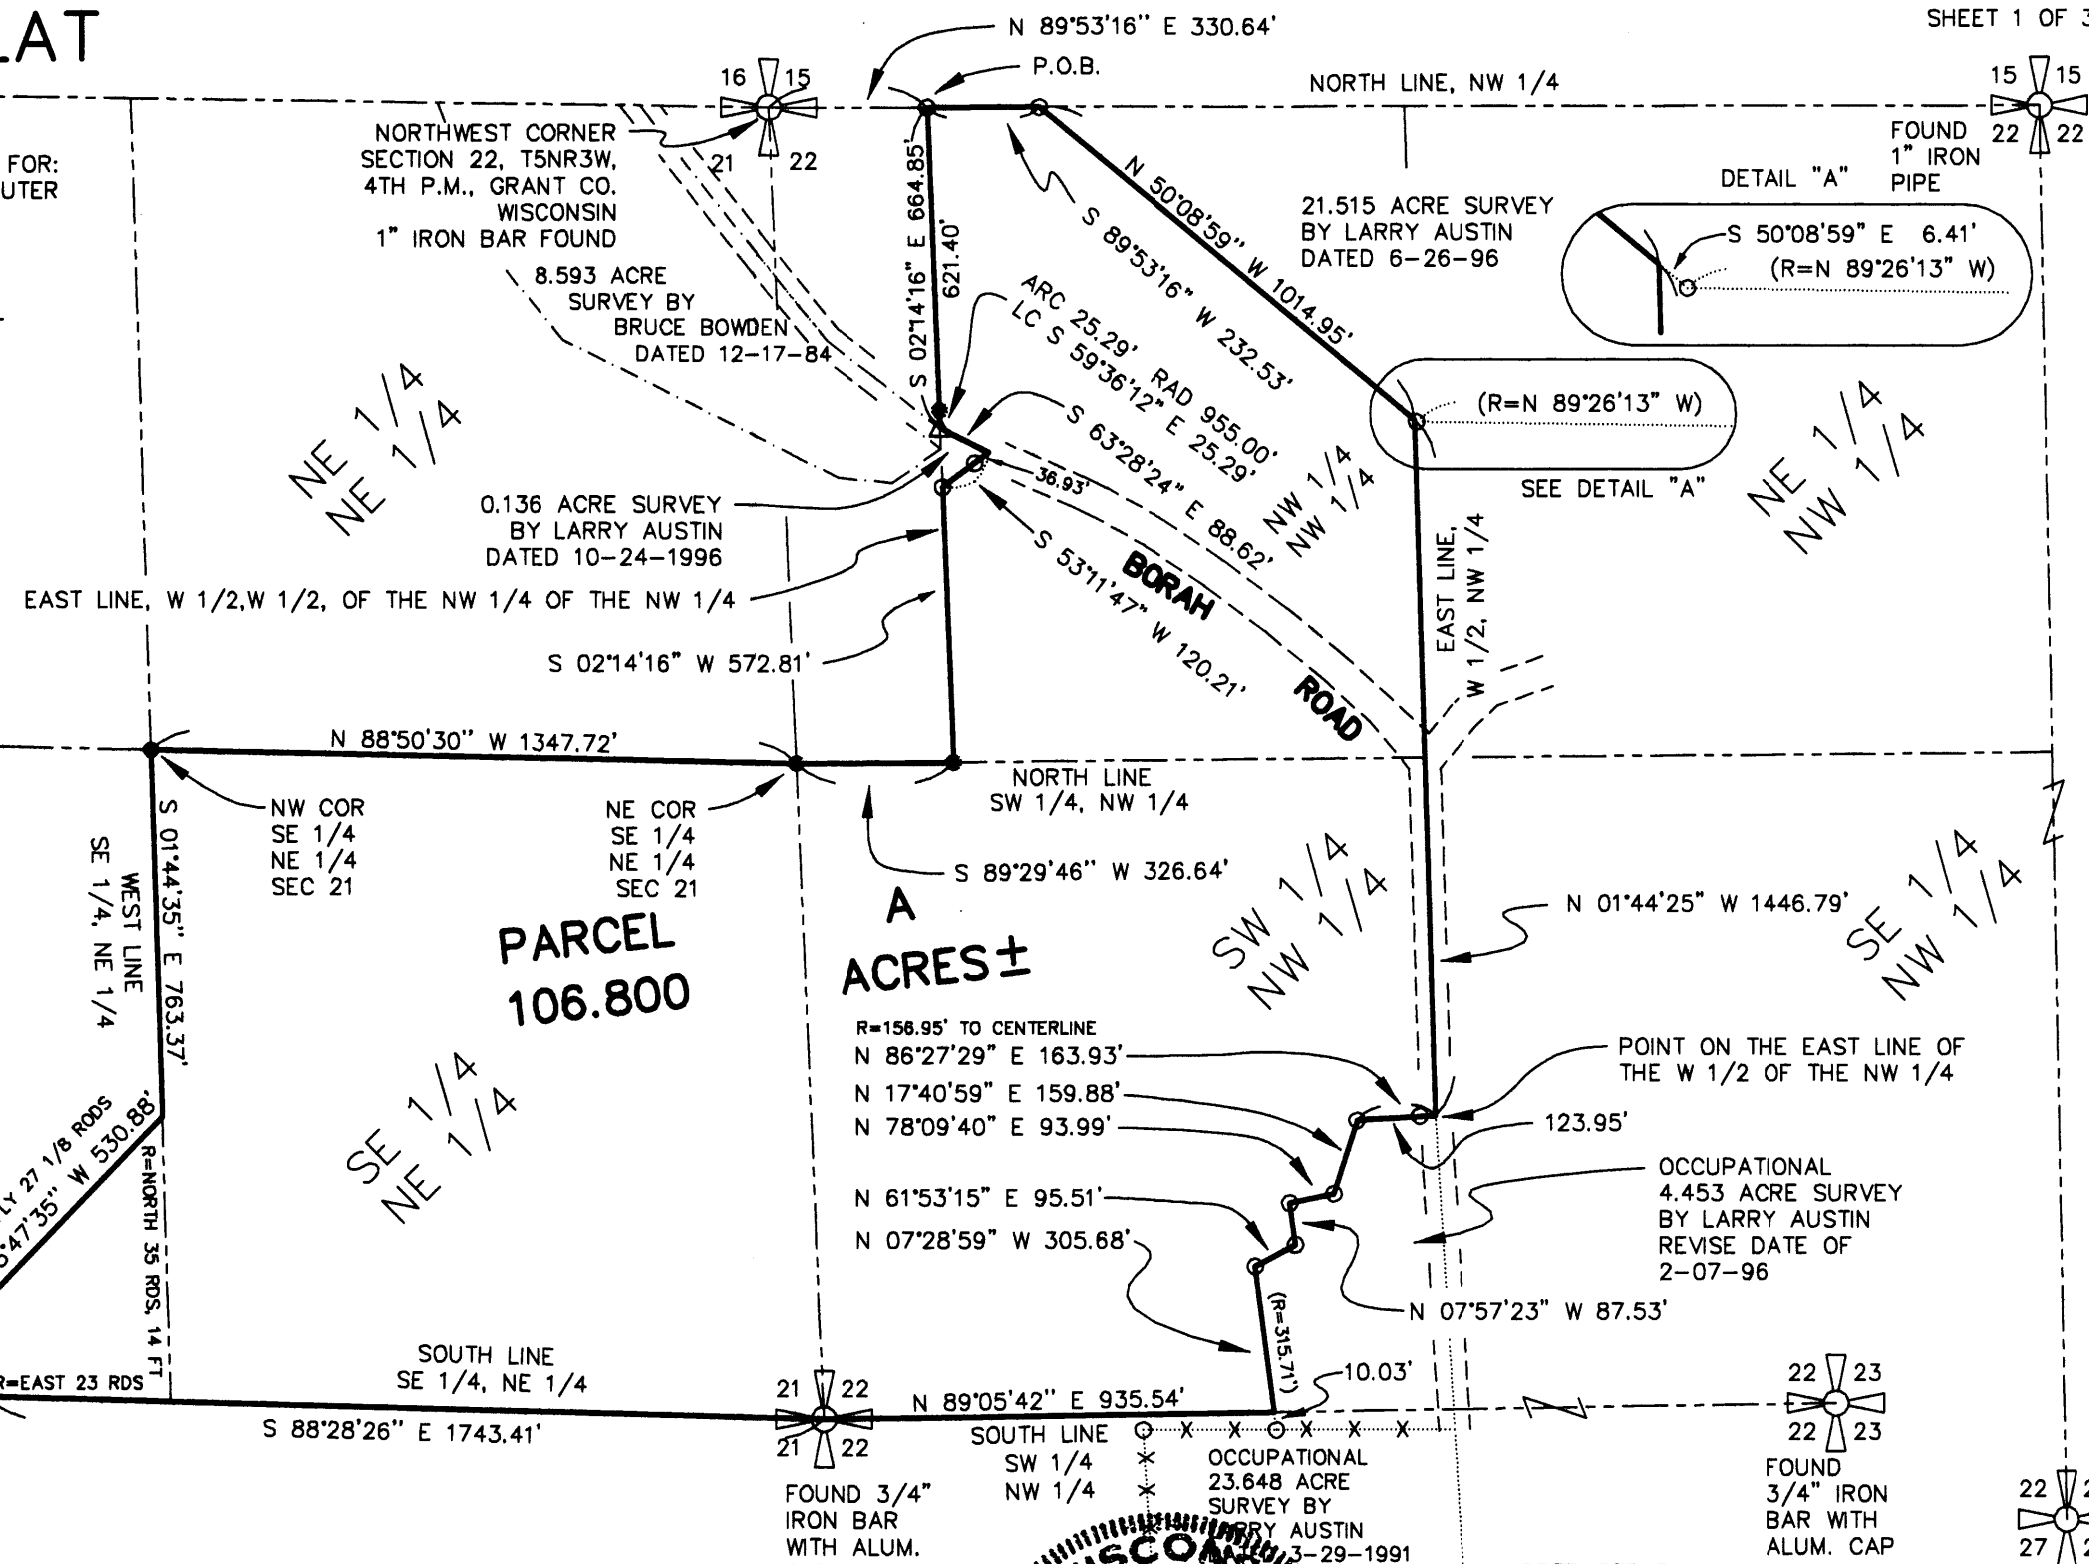 LAT
SHEET 1 OF 3
N 89°53'16" E 330.64'
P.O.B.
NORTH LINE, NW 1/4
16 15
21 22
15 15
22 22
FOR:
UTER
NORTHWEST CORNER
SECTION 22, T5NR3W,
4TH P.M., GRANT CO.
WISCONSIN
1" IRON BAR FOUND
FOUND
1" IRON
PIPE
DETAIL "A"
S 50°08'59" E 6.41'
(R=N 89°26'13" W)
21.515 ACRE SURVEY
BY LARRY AUSTIN
DATED 6-26-96
8.593 ACRE
SURVEY BY
BRUCE BOWDEN
DATED 12-17-84
S 02°14'16" E 664.85'
621.40'
N 50°08'59" W 1014.95'
S 89°53'16" W 232.53'
ARC 25.29' RAD 955.00'
LC S 59°36'12" E 25.29'
S 63°28'24" E 88.62'
36.93'
S 53°11'47" W 120.21'
(R=N 89°26'13" W)
SEE DETAIL "A"
NE 1/4
NE 1/4
NW 1/4
NW 1/4
NE 1/4
NW 1/4
0.136 ACRE SURVEY
BY LARRY AUSTIN
DATED 10-24-1996
EAST LINE, W 1/2,W 1/2, OF THE NW 1/4 OF THE NW 1/4
S 02°14'16" W 572.81'
BORAH
ROAD
EAST LINE,
W 1/2, NW 1/4
N 88°50'30" W 1347.72'
NORTH LINE
SW 1/4, NW 1/4
NW COR
SE 1/4
NE 1/4
SEC 21
NE COR
SE 1/4
NE 1/4
SEC 21
S 89°29'46" W 326.64'
S 01°44'35" E 763.37'
WEST LINE
SE 1/4, NE 1/4
PARCEL A
106.800 ACRES±
SW 1/4
NW 1/4
SE 1/4
NW 1/4
N 01°44'25" W 1446.79'
R=156.95' TO CENTERLINE
N 86°27'29" E 163.93'
N 17°40'59" E 159.88'
N 78°09'40" E 93.99'
N 61°53'15" E 95.51'
N 07°28'59" W 305.68'
POINT ON THE EAST LINE OF
THE W 1/2 OF THE NW 1/4
123.95'
OCCUPATIONAL
4.453 ACRE SURVEY
BY LARRY AUSTIN
REVISE DATE OF
2-07-96
N 07°57'23" W 87.53'
SE 1/4
NE 1/4
LY 27 1/8 RODS
°47'35" W 530.88'
R=NORTH 35 RDS, 14 FT
R=EAST 23 RDS
SOUTH LINE
SE 1/4, NE 1/4
S 88°28'26" E 1743.41'
(R=315.71')
10.03'
21 22
21 22
N 89°05'42" E 935.54'
SOUTH LINE
SW 1/4
NW 1/4
22 23
22 23
FOUND 3/4"
IRON BAR
WITH ALUM.
OCCUPATIONAL
23.648 ACRE
SURVEY BY
LARRY AUSTIN
3-29-1991
FOUND
3/4" IRON
BAR WITH
ALUM. CAP
22 2
27 2